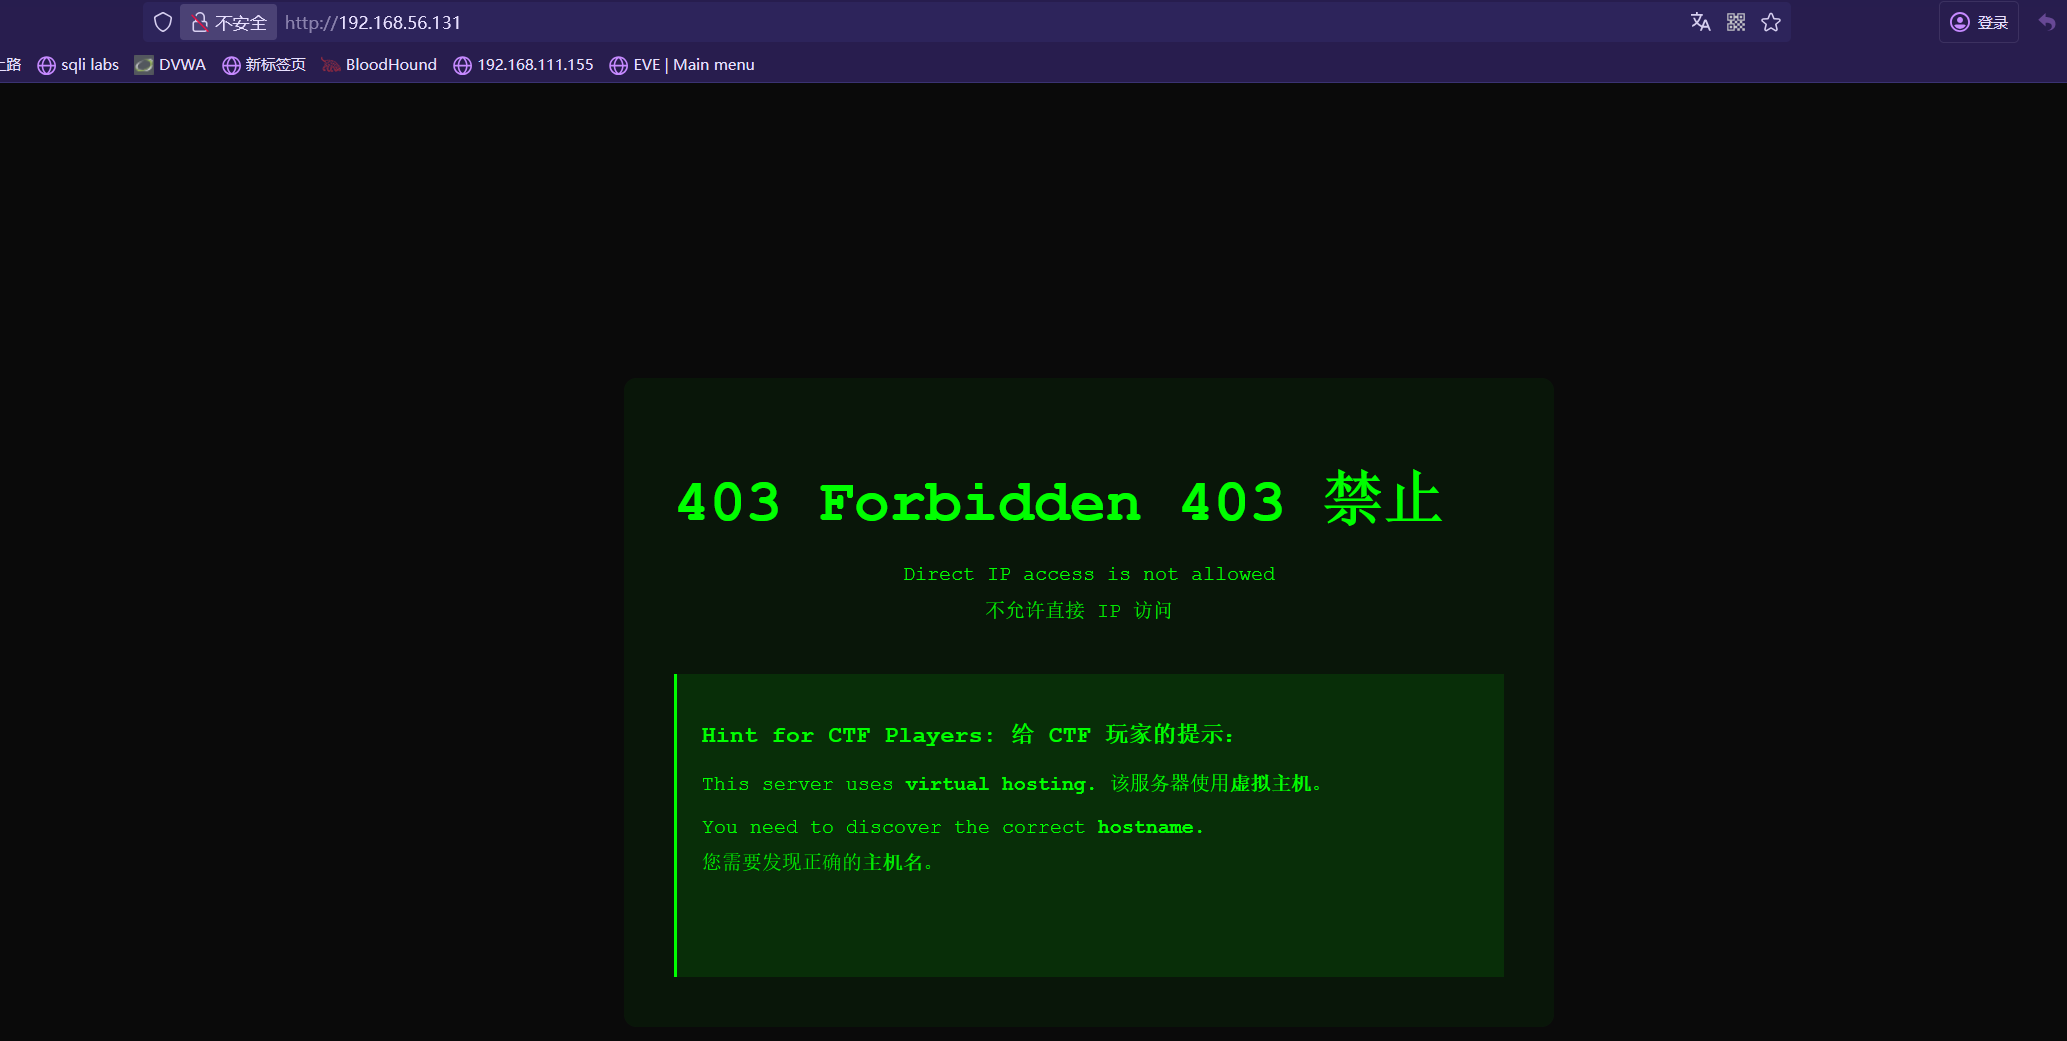 不安全 http://192.168.56.131 登录
上路 sqli labs DVWA 新标签页 BloodHound 192.168.111.155 EVE | Main menu
403 Forbidden 403 禁止
Direct IP access is not allowed
不允许直接 IP 访问
Hint for CTF Players: 给 CTF 玩家的提示：
This server uses virtual hosting. 该服务器使用虚拟主机。
You need to discover the correct hostname.
您需要发现正确的主机名。